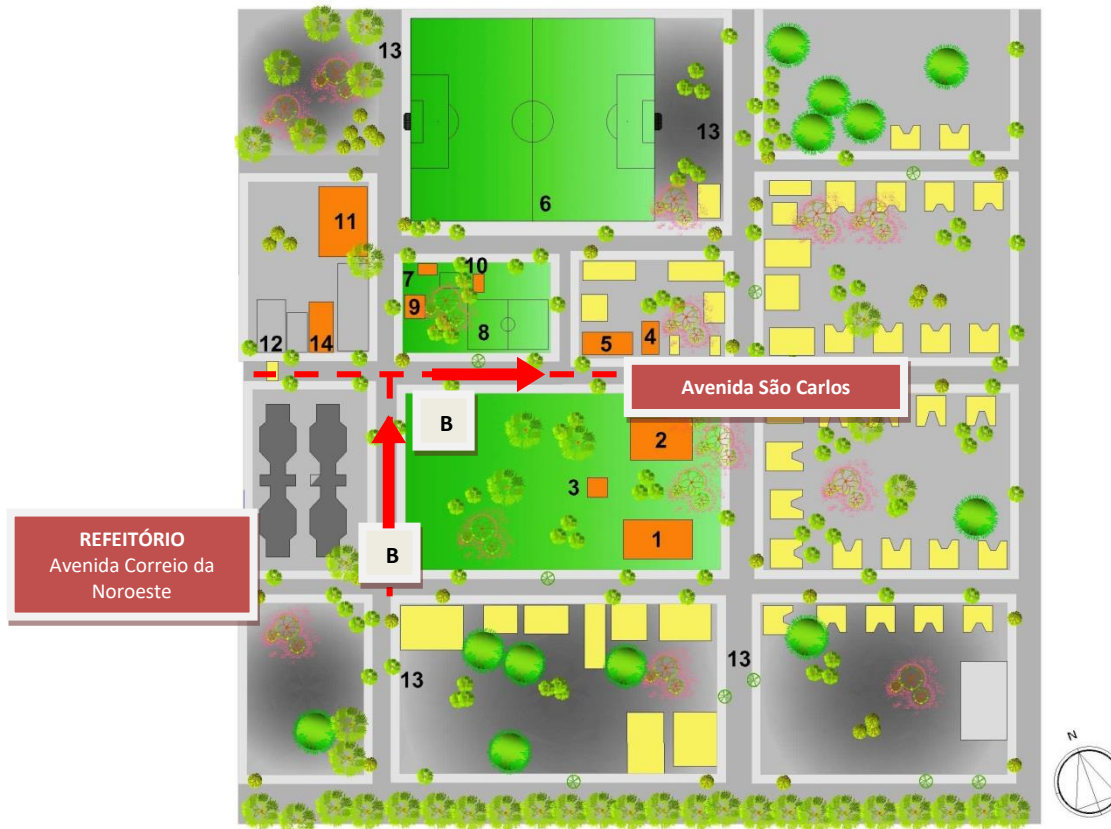 13
13
6
11
10
7
9
8
12
14
5
4
Avenida São Carlos
B
2
3
1
B
REFEITÓRIO
Avenida Correio da
Noroeste
13
13
N